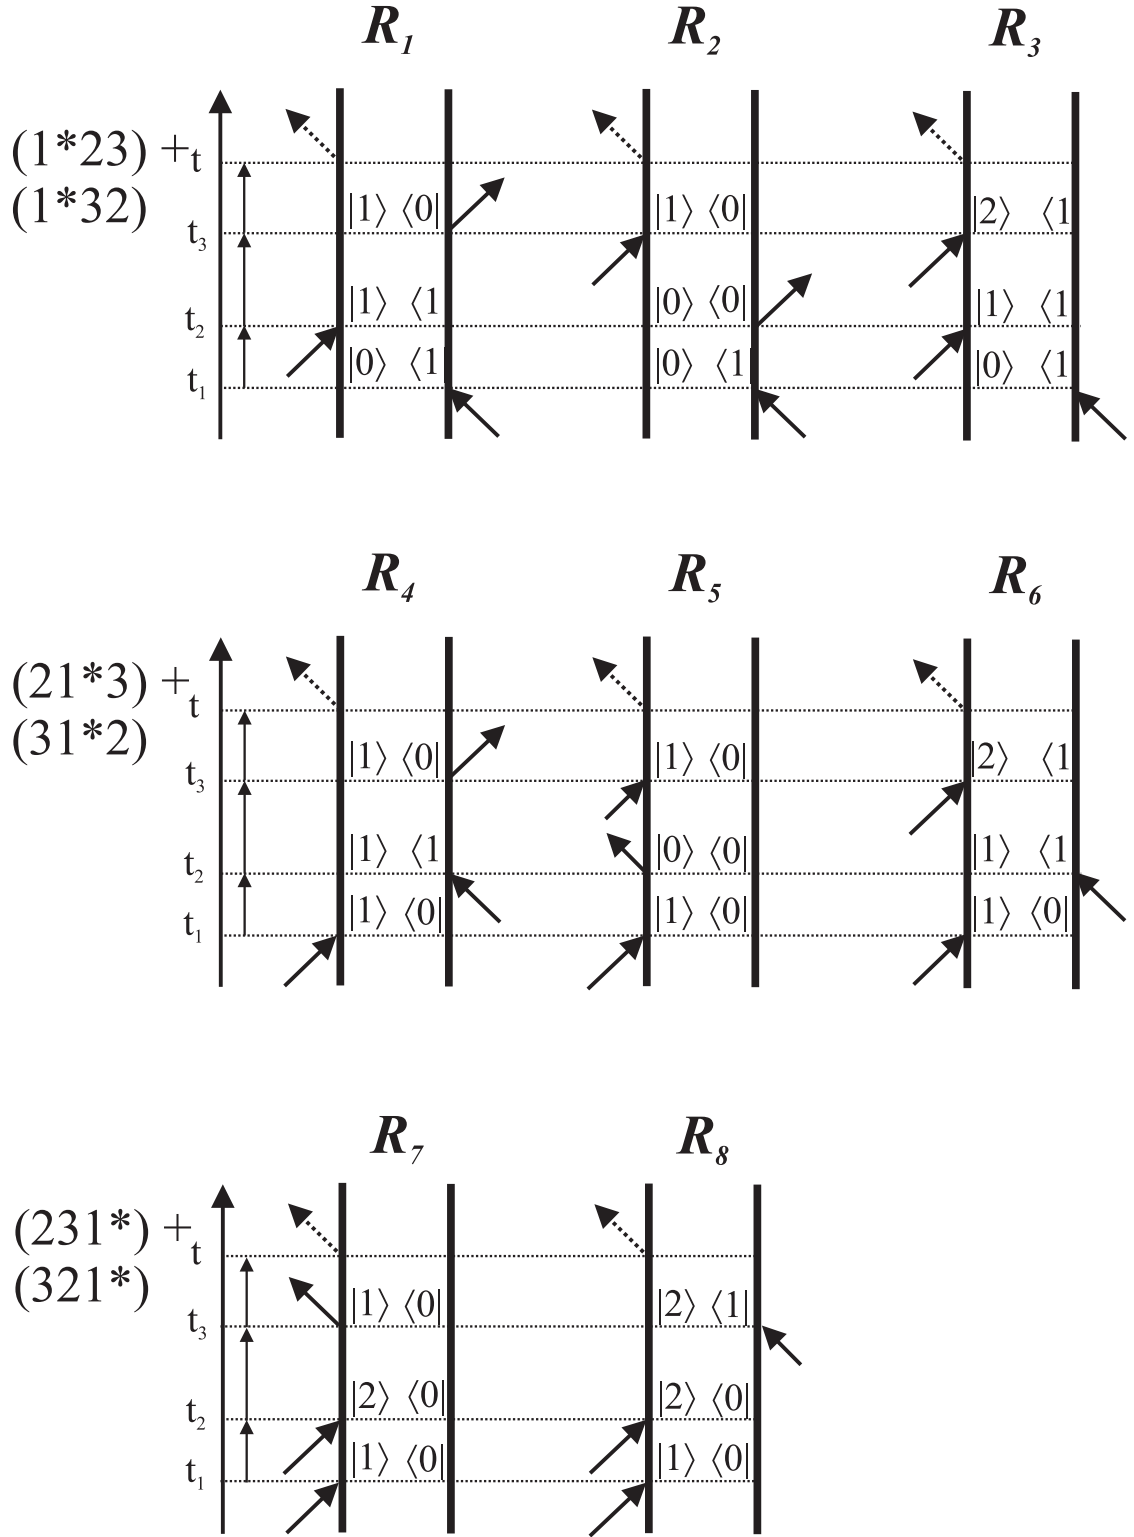 R1 R2 R3
(1*23) + t
(1*32) |1⟩ ⟨0| |1⟩ ⟨0| |2⟩ ⟨1
t3
|1⟩ ⟨1 |0⟩ ⟨0| |1⟩ ⟨1
t2
|0⟩ ⟨1| |0⟩ ⟨1| |0⟩ ⟨1
t1
R4 R5 R6
(21*3) + t
(31*2) |1⟩ ⟨0| |1⟩ ⟨0| |2⟩ ⟨1
t3
|1⟩ ⟨1 |0⟩ ⟨0| |1⟩ ⟨1
t2
|1⟩ ⟨0| |1⟩ ⟨0| |1⟩ ⟨0|
t1
R7 R8
(231*) + t
(321*) |1⟩ ⟨0| |2⟩ ⟨1|
t3
|2⟩ ⟨0| |2⟩ ⟨0|
t2
|1⟩ ⟨0| |1⟩ ⟨0|
t1